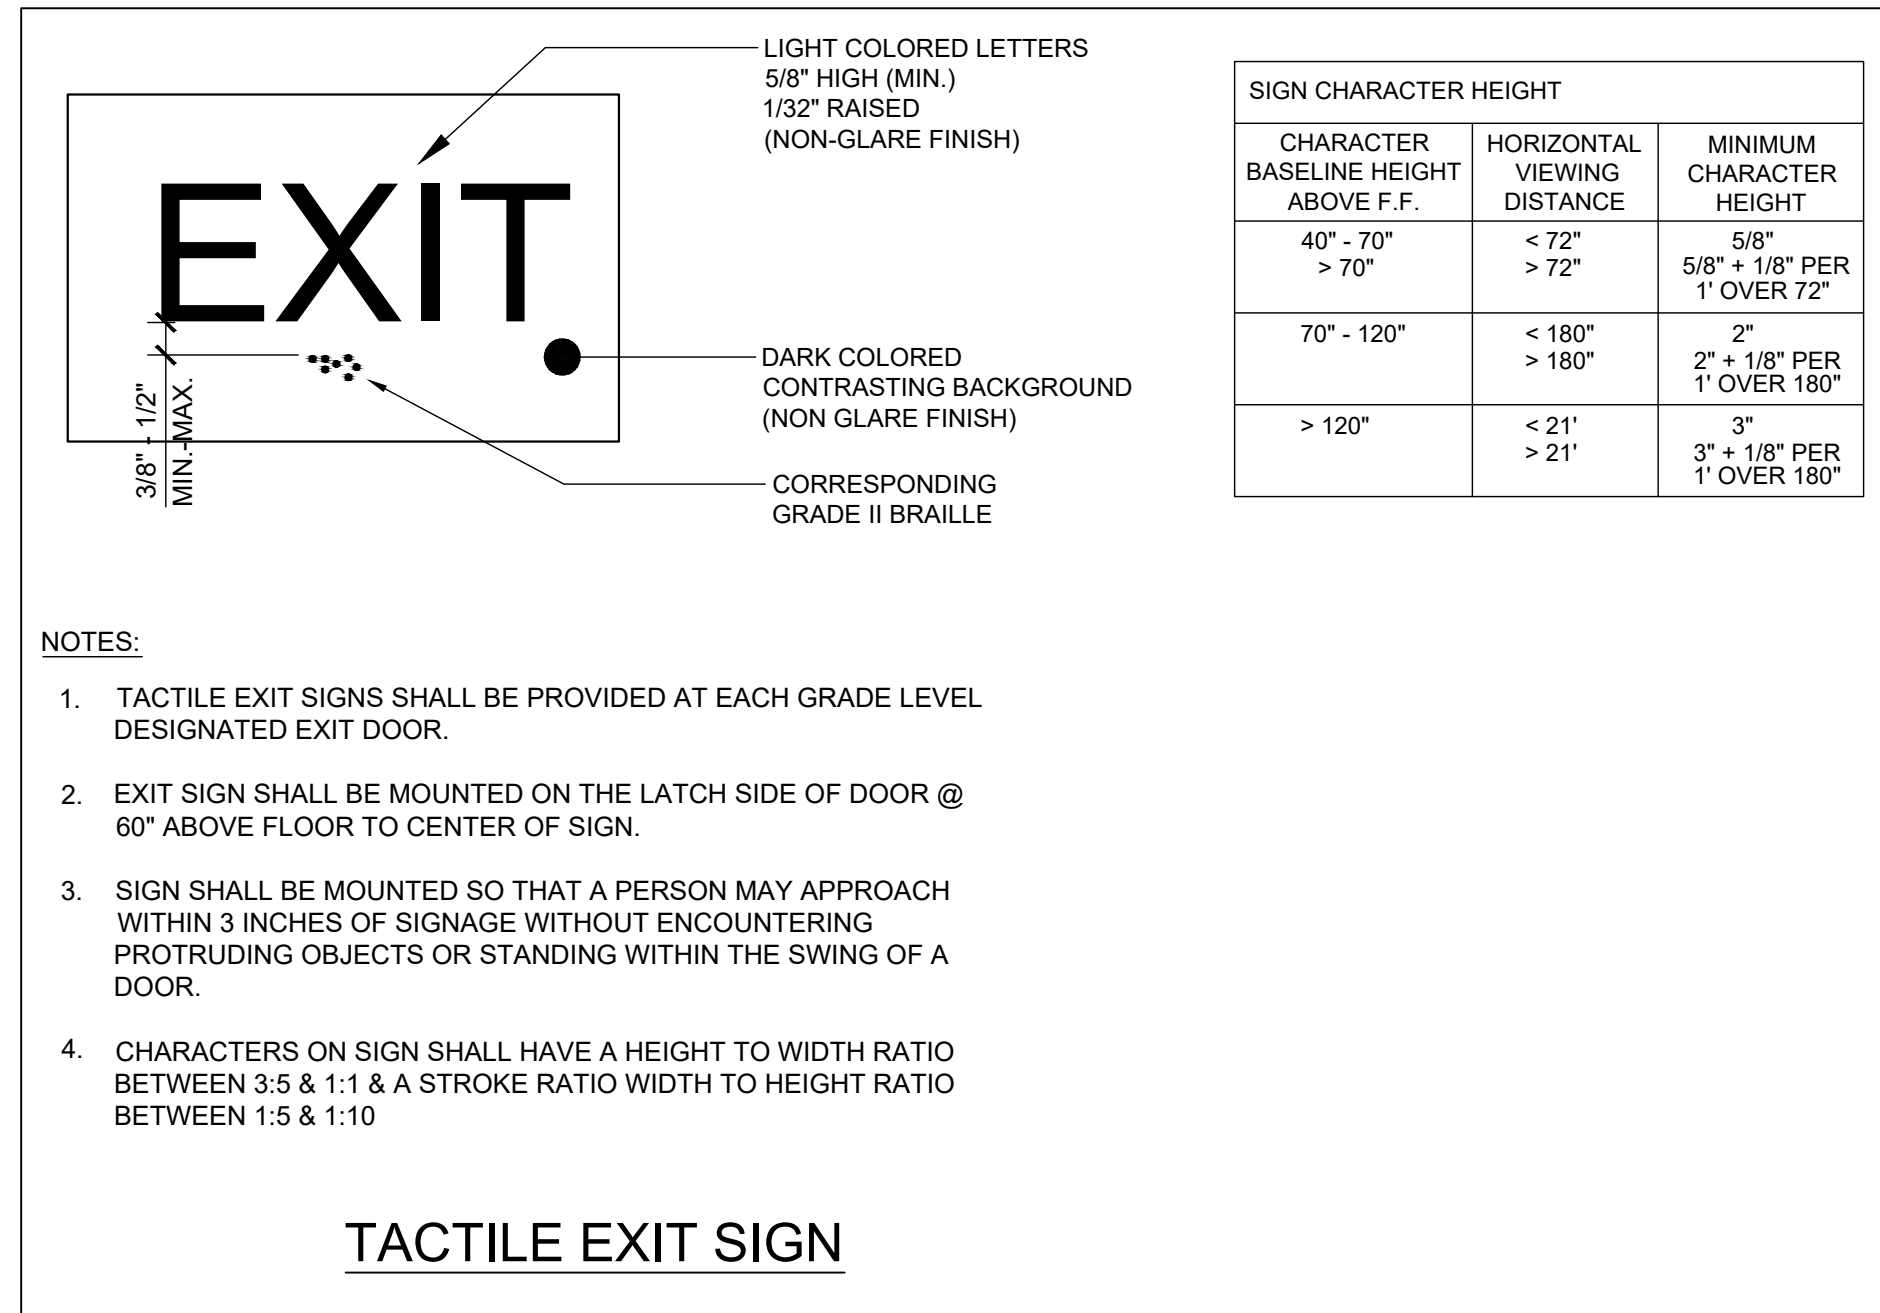 LIGHT COLORED LETTERS
5/8" HIGH (MIN.)
1/32" RAISED
(NON-GLARE FINISH)
EXIT
3/8" - 1/2"
MIN.-MAX.
DARK COLORED
CONTRASTING BACKGROUND
(NON GLARE FINISH)
CORRESPONDING
GRADE II BRAILLE
SIGN CHARACTER HEIGHT
CHARACTER BASELINE HEIGHT ABOVE F.F.
HORIZONTAL VIEWING DISTANCE
MINIMUM CHARACTER HEIGHT
40" - 70" < 72" 5/8"
> 70" > 72" 5/8" + 1/8" PER
1' OVER 72"
70" - 120" < 180" 2"
> 180" 2" + 1/8" PER
1' OVER 180"
> 120" < 21' 3"
> 21' 3" + 1/8" PER
1' OVER 180"
NOTES:
1. TACTILE EXIT SIGNS SHALL BE PROVIDED AT EACH GRADE LEVEL
DESIGNATED EXIT DOOR.
2. EXIT SIGN SHALL BE MOUNTED ON THE LATCH SIDE OF DOOR @
60" ABOVE FLOOR TO CENTER OF SIGN.
3. SIGN SHALL BE MOUNTED SO THAT A PERSON MAY APPROACH
WITHIN 3 INCHES OF SIGNAGE WITHOUT ENCOUNTERING
PROTRUDING OBJECTS OR STANDING WITHIN THE SWING OF A
DOOR.
4. CHARACTERS ON SIGN SHALL HAVE A HEIGHT TO WIDTH RATIO
BETWEEN 3:5 & 1:1 & A STROKE RATIO WIDTH TO HEIGHT RATIO
BETWEEN 1:5 & 1:10
TACTILE EXIT SIGN